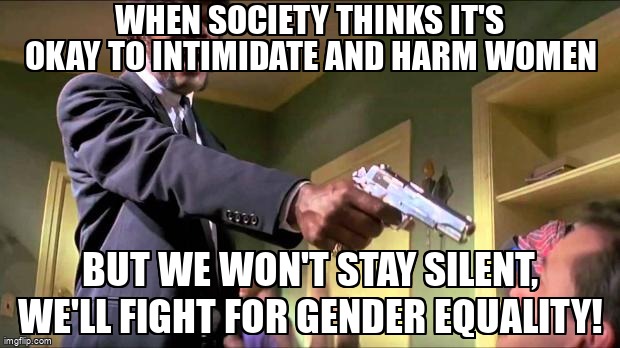 WHEN SOCIETY THINKS IT'S
OKAY TO INTIMIDATE AND HARM WOMEN
BUT WE WON'T STAY SILENT,
WE'LL FIGHT FOR GENDER EQUALITY!
imgflip.com